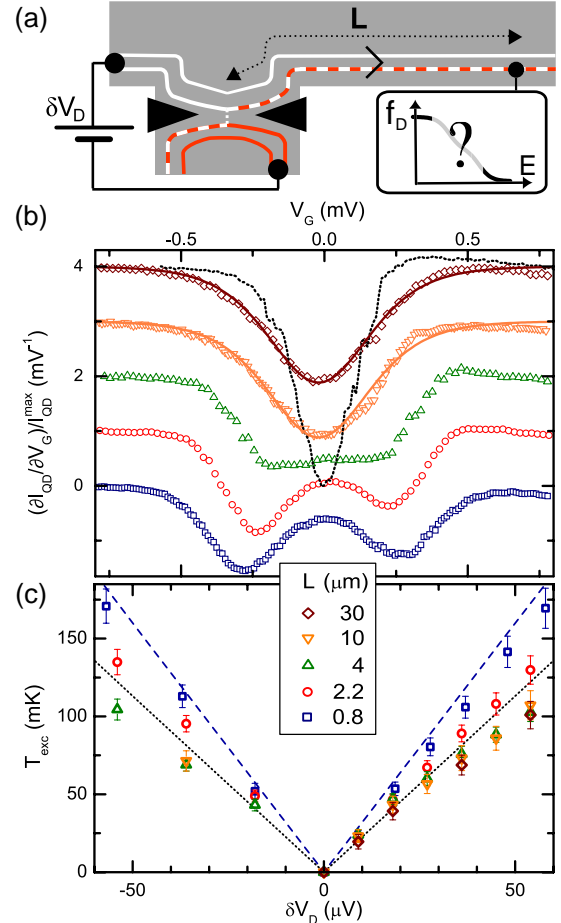 (a)
L
δV_D
f_D
?
E
(b)
V_G (mV)
-0.5 0.0 0.5
4
2
0
(∂I_QD/∂V_G)/I_QD^max (mV⁻¹)
L (μm)
30
10
4
2.2
0.8
(c)
T_exc (mK)
150
100
50
0
-50 0 50
δV_D (μV)